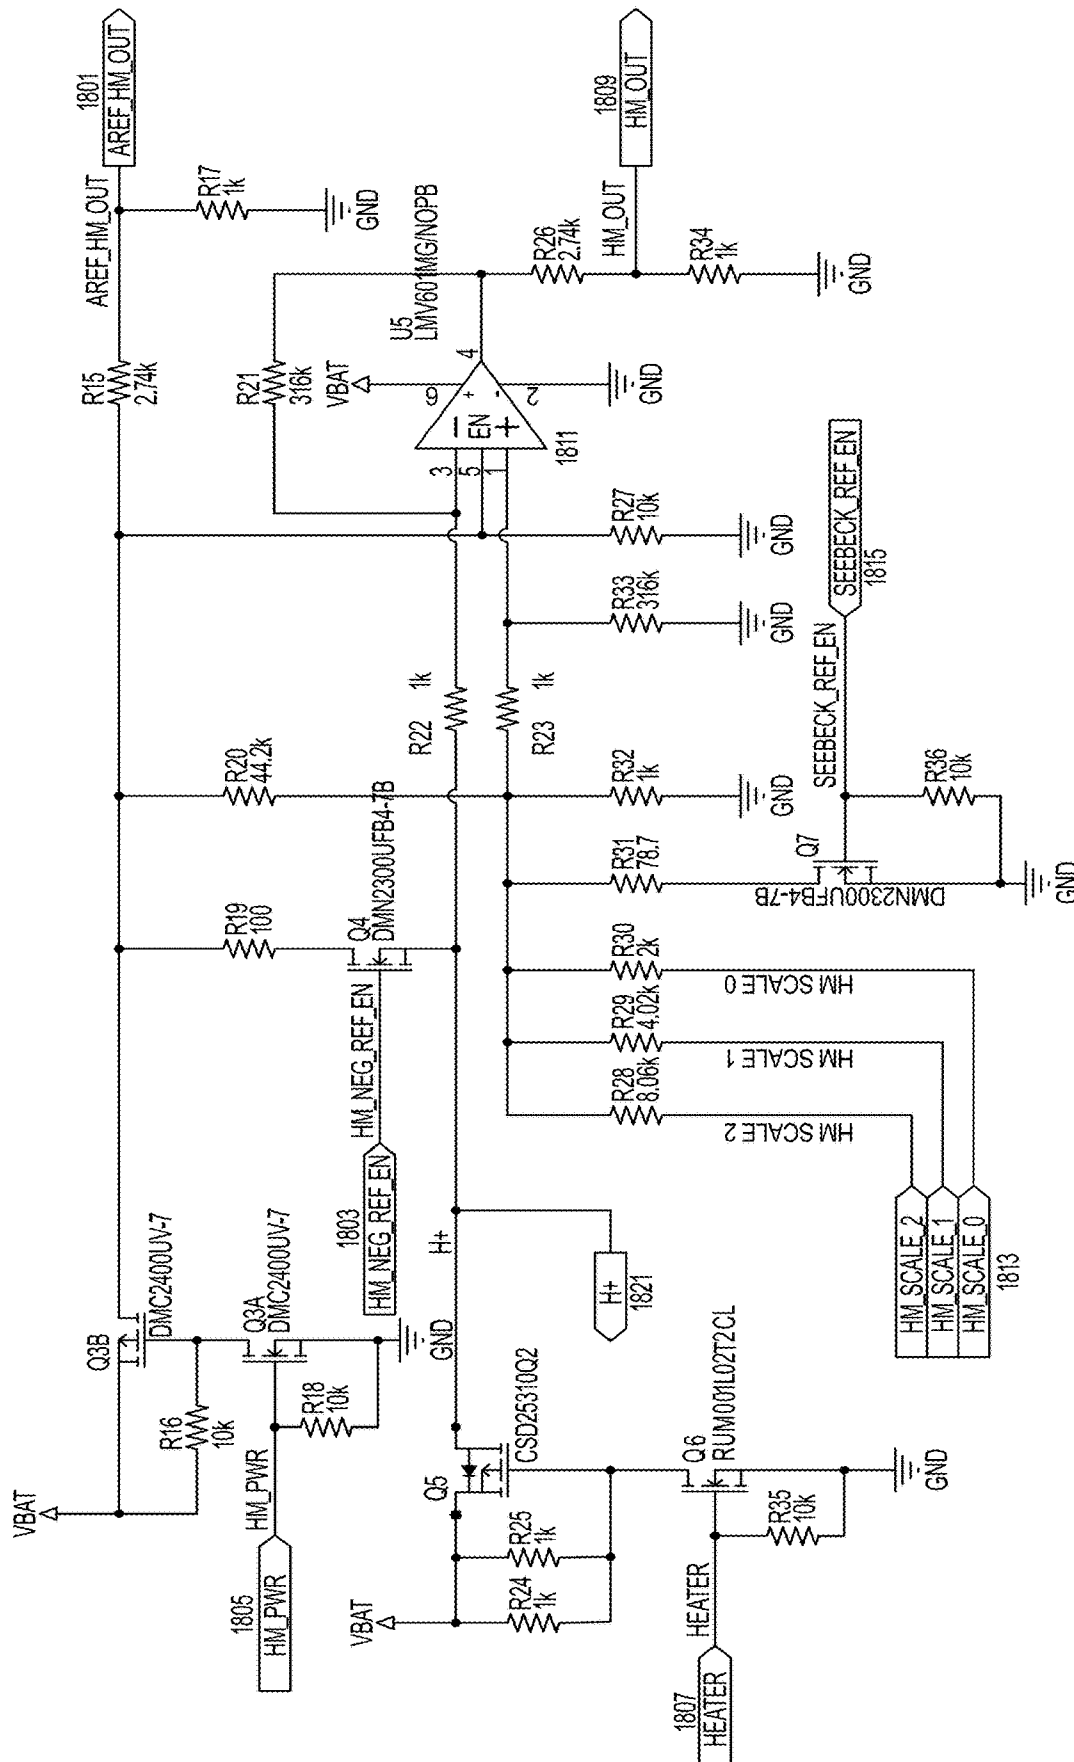 1801
AREF_HM_OUT
AREF_HM_OUT
R17
1k
GND
R15
2.74k
1809
HM_OUT
HM_OUT
R26
2.74k
R34
1k
GND
U5
LMV601MG/NOPB
R21
316k
VBAT
6
4
+
-
2
GND
−
EN
+
3
5
1
1811
R27
10k
GND
R33
316k
GND
R22
1k
R23
1k
R20
44.2k
R32
1k
GND
SEEBECK_REF_EN
1815
SEEBECK_REF_EN
R36
10k
Q7
DMN2300UFB4-7B
GND
R31
78.7
R19
100
Q4
DMN2300UFB4-7B
HM_NEG_REF_EN
1803
HM_NEG_REF_EN
R30
2k
R29
4.02k
R28
8.06k
HM SCALE 0
HM SCALE 1
HM SCALE 2
HM_SCALE_2
HM_SCALE_1
HM_SCALE_0
1813
H+
H+
1821
Q3B
DMC2400UV-7
Q3A
DMC2400UV-7
GND
R16
10k
R18
10k
VBAT
HM_PWR
1805
HM_PWR
Q5
CSD25310Q2
R25
1k
R24
1k
VBAT
Q6
RUM001L02T2CL
R35
10k
GND
HEATER
1807
HEATER